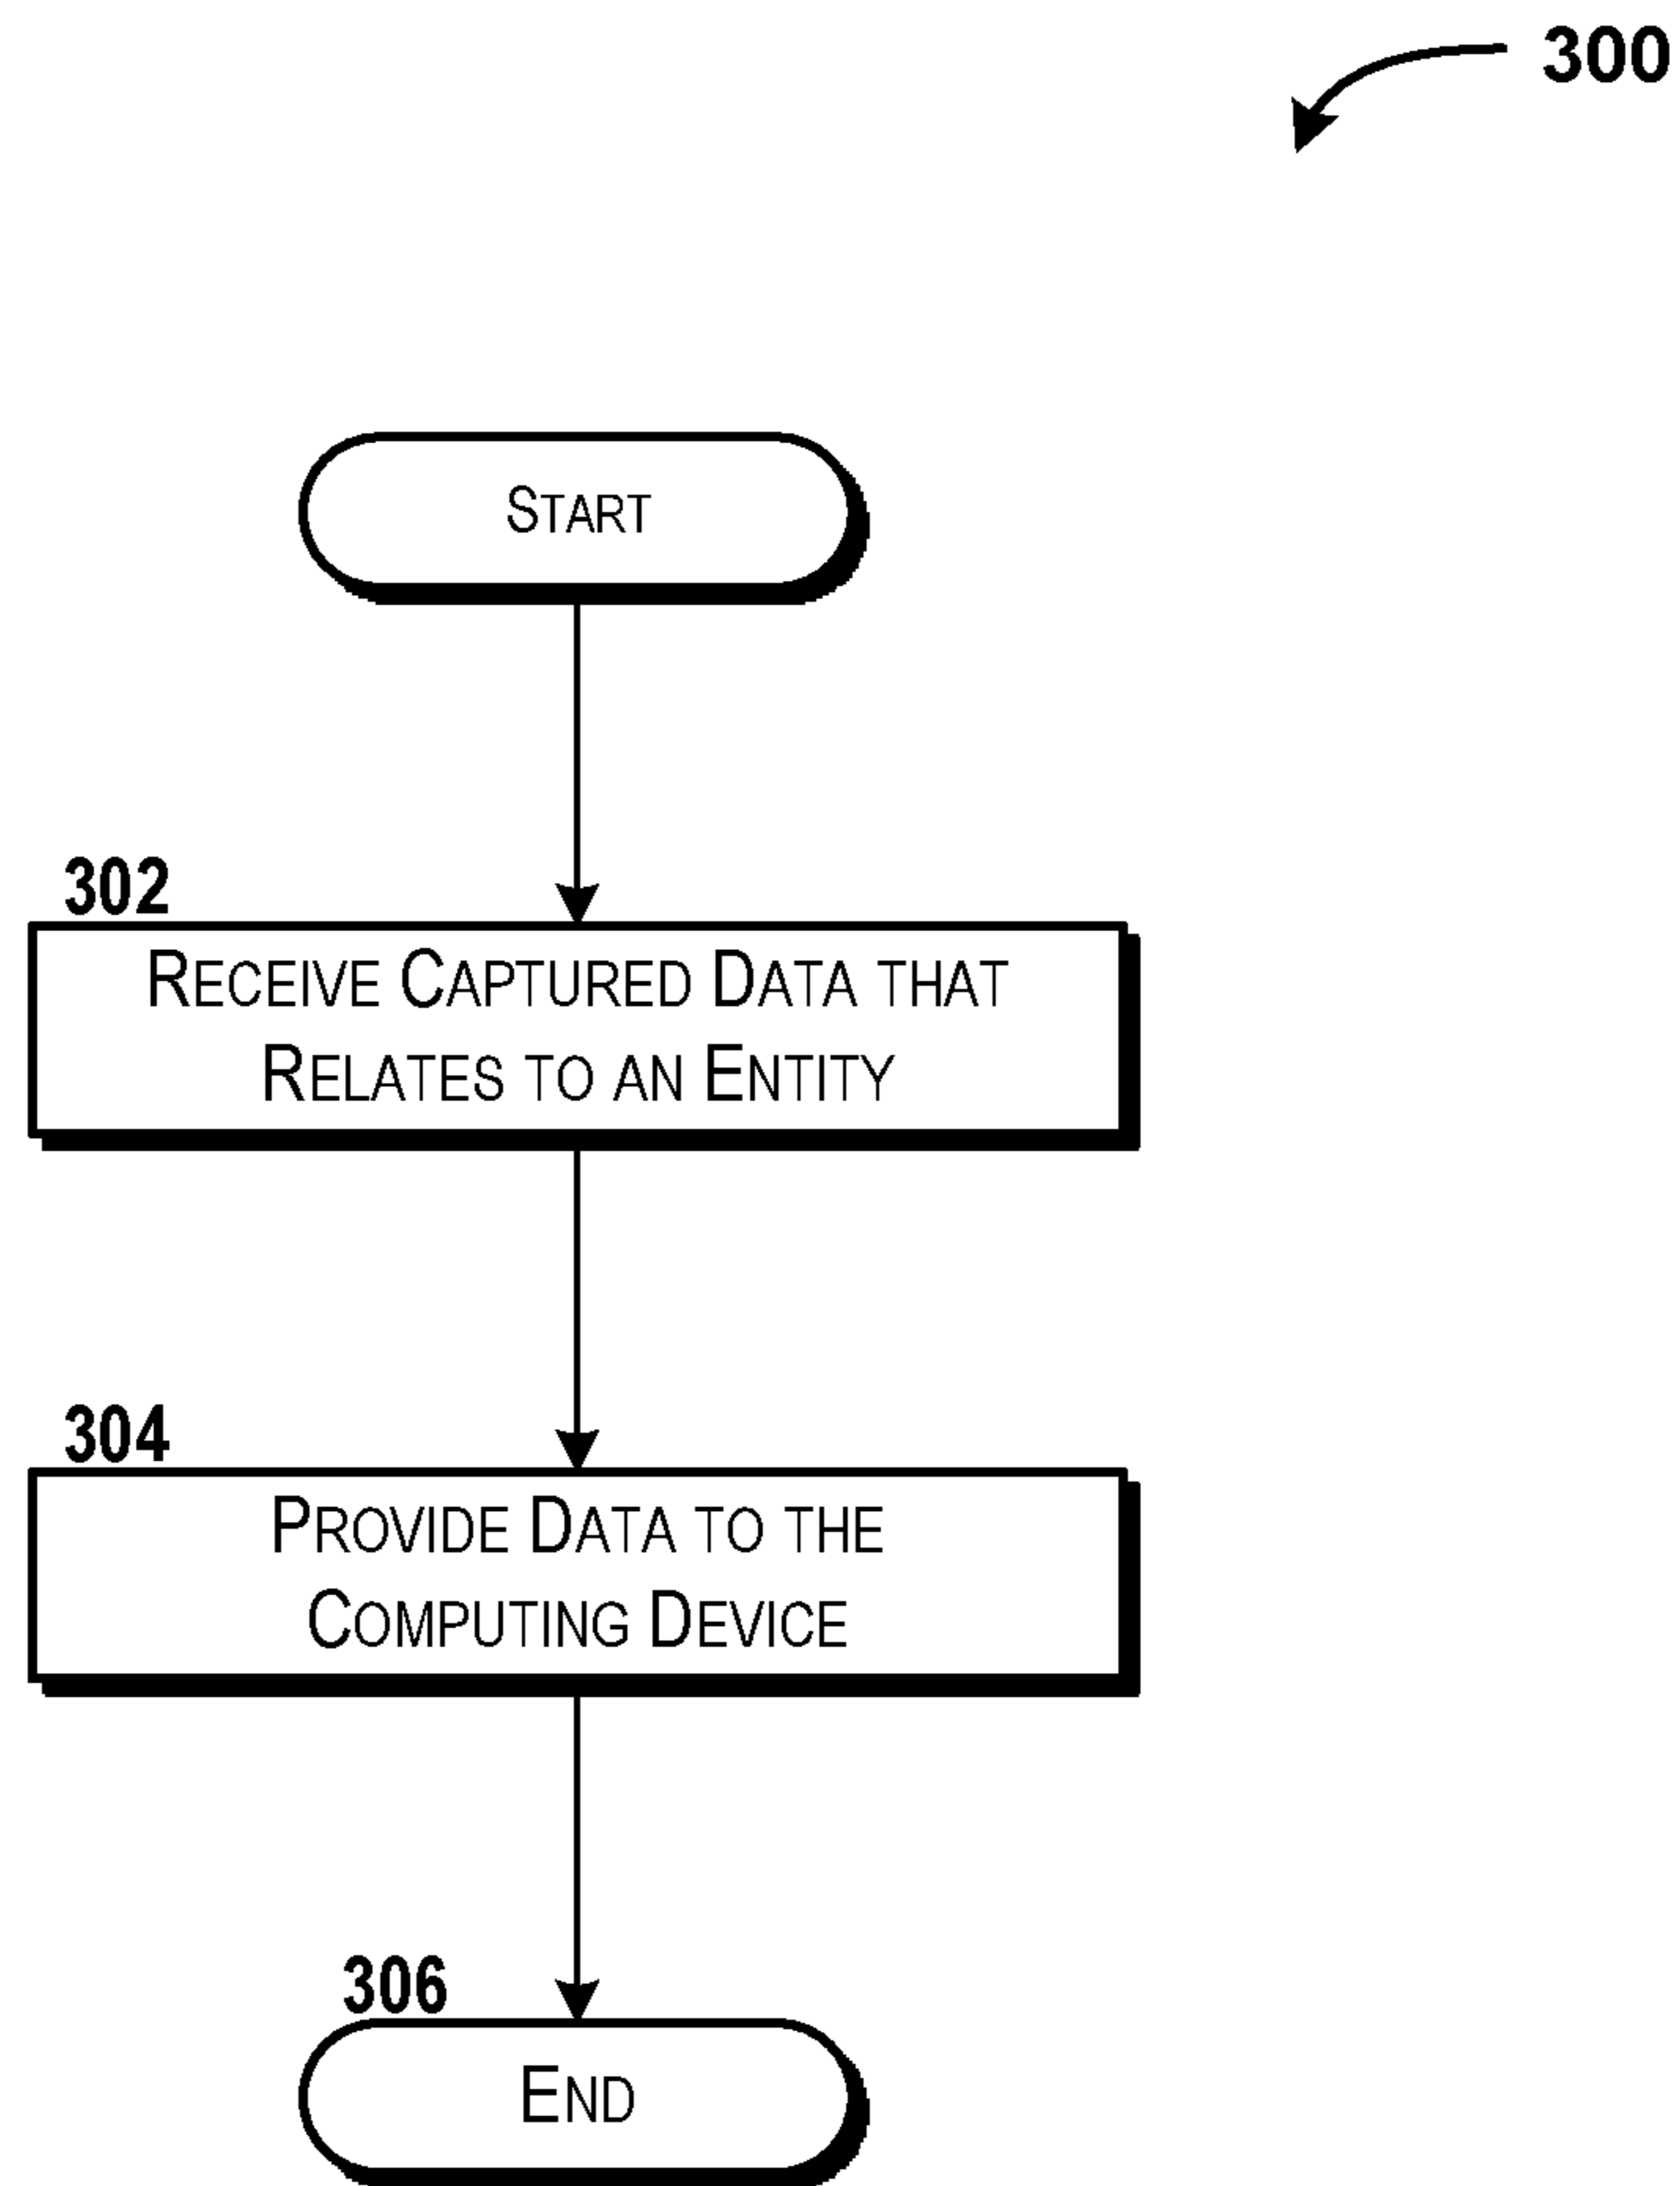 300
START
302
RECEIVE CAPTURED DATA THAT
RELATES TO AN ENTITY
304
PROVIDE DATA TO THE
COMPUTING DEVICE
306
END